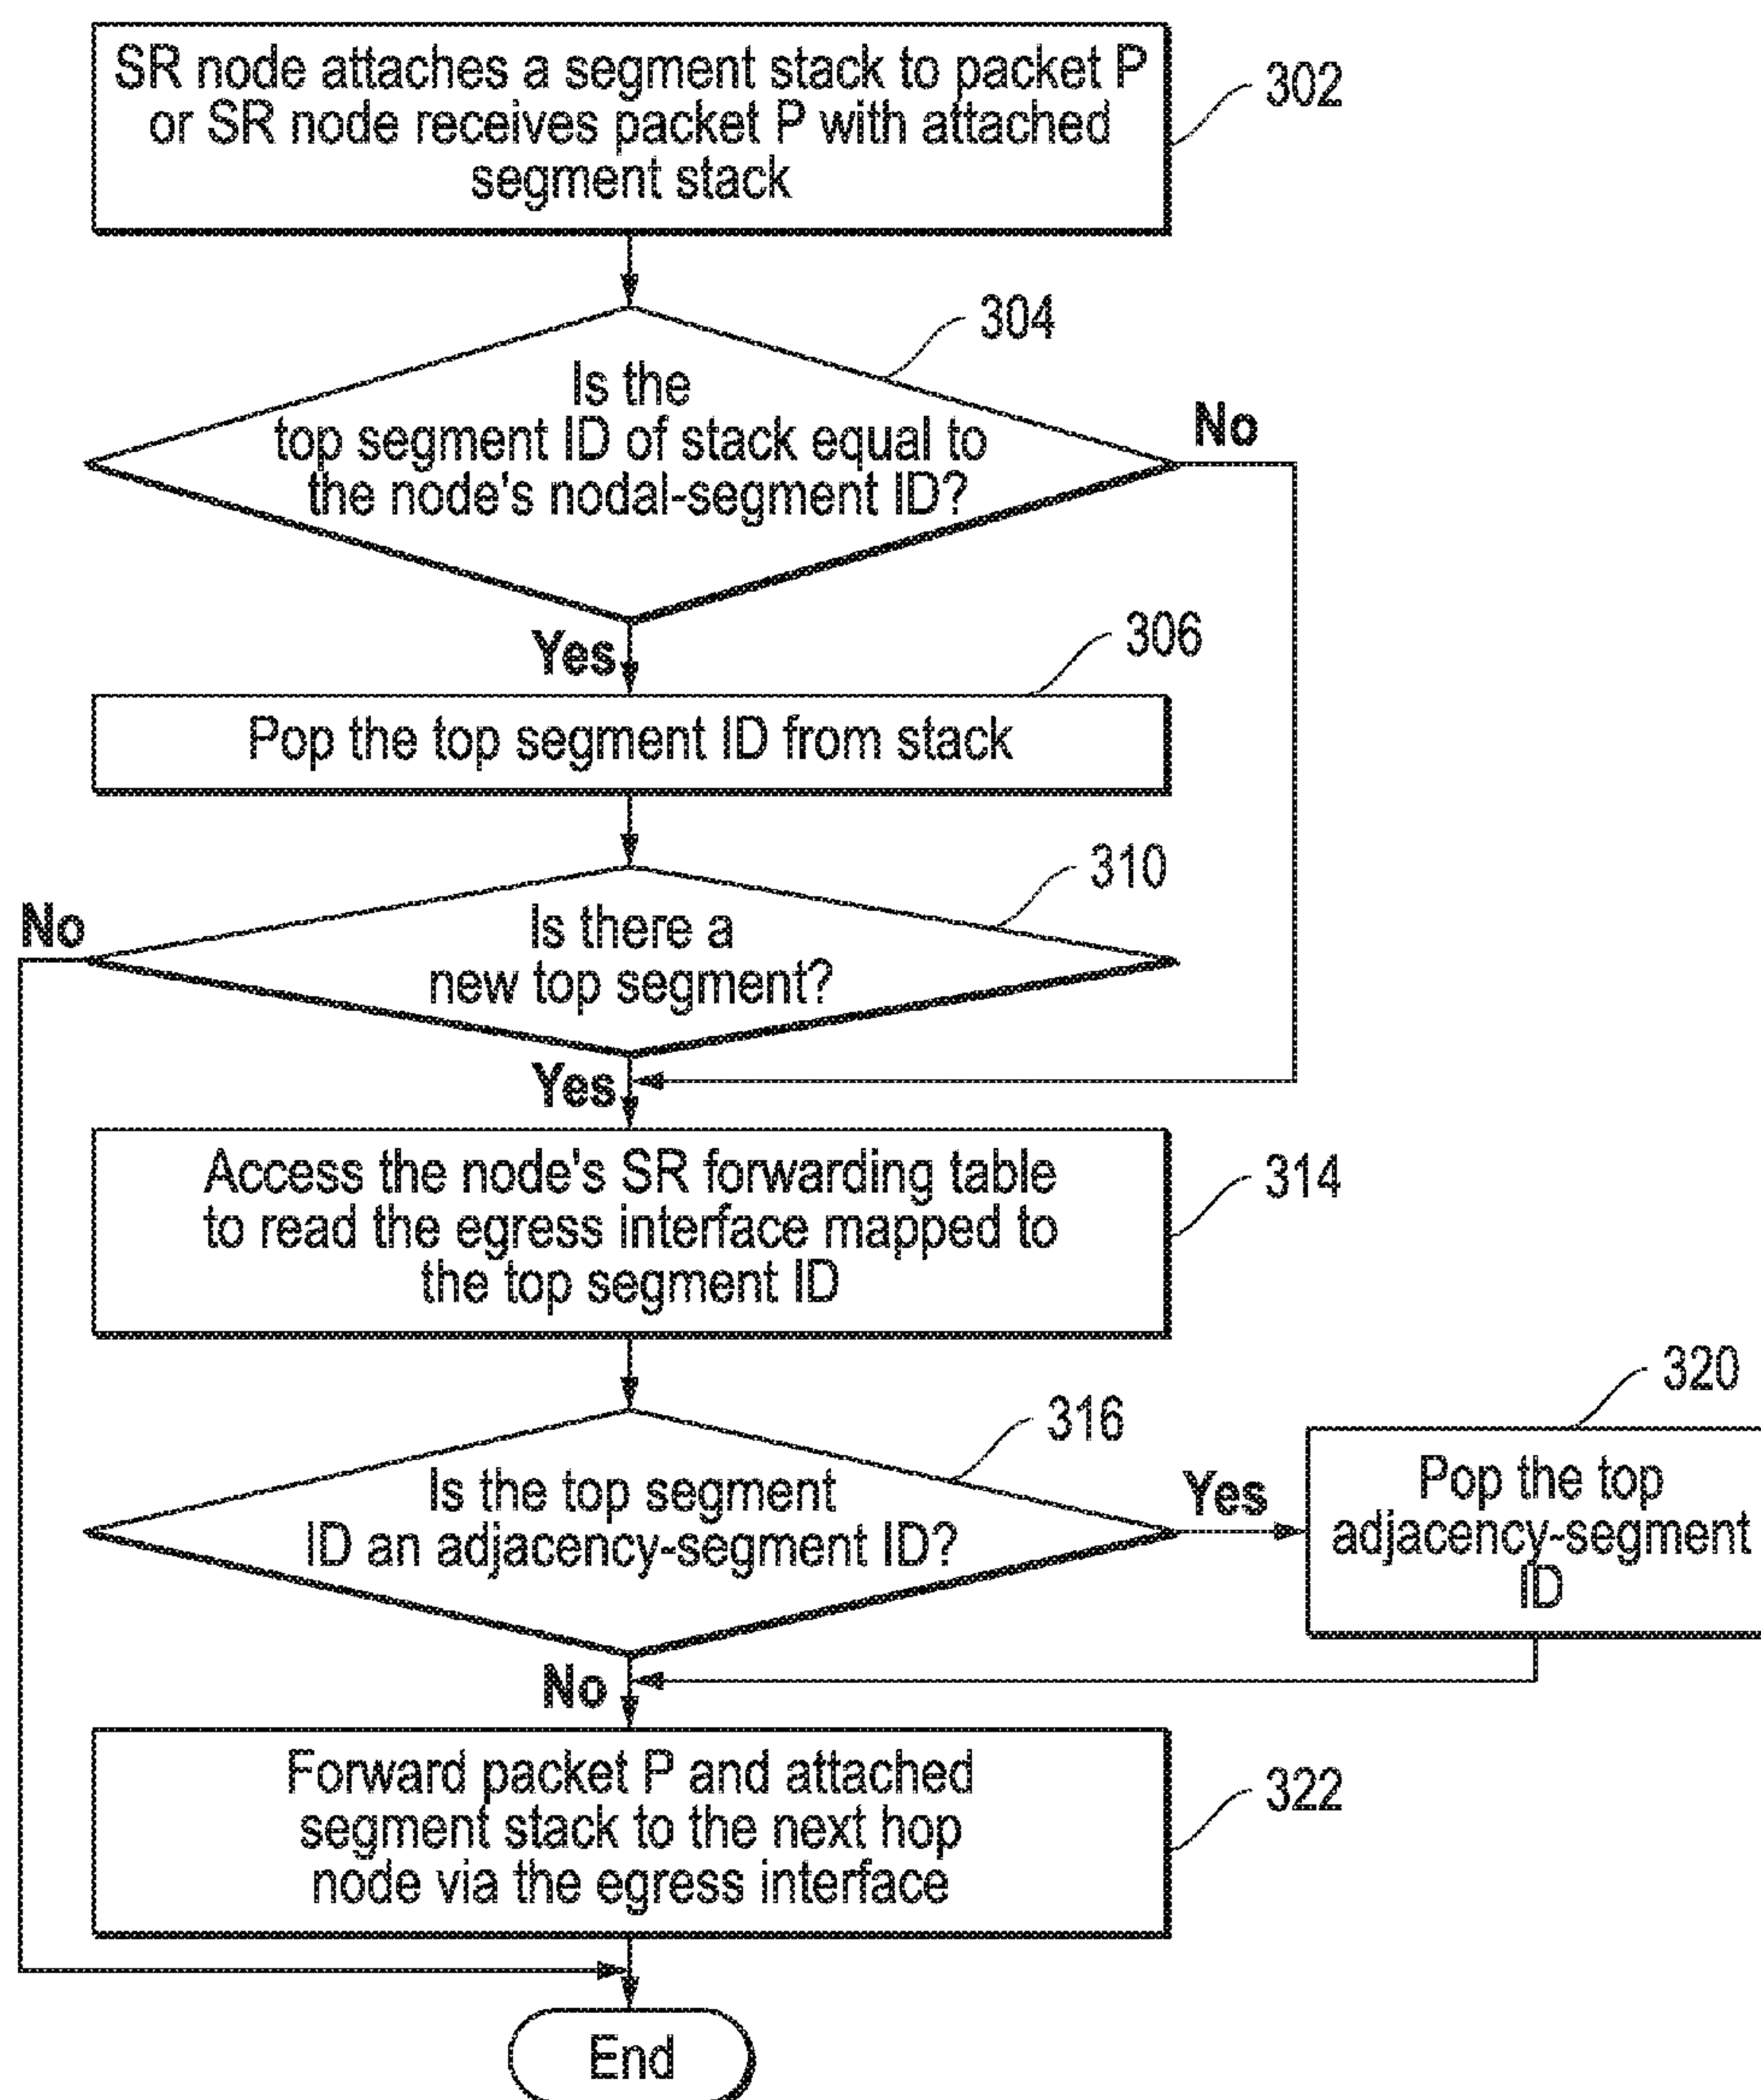 SR node attaches a segment stack to packet P
or SR node receives packet P with attached
segment stack
302
304
Is the
top segment ID of stack equal to
the node's nodal-segment ID?
No
Yes
306
Pop the top segment ID from stack
310
No
Is there a
new top segment?
Yes
Access the node's SR forwarding table
to read the egress interface mapped to
the top segment ID
314
316
320
Is the top segment
ID an adjacency-segment ID?
Yes
Pop the top
adjacency-segment
ID
No
Forward packet P and attached
segment stack to the next hop
node via the egress interface
322
End